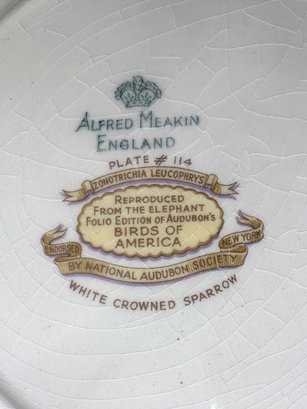 ALFRED MEAKIN
ENGLAND
PLATE # 114
ZONOTRICHIA LEUCOPHRYS
REPRODUCED
FROM THE ELEPHANT
FOLIO EDITION OF AUDUBON'S
BIRDS OF
AMERICA
ENDORSED
BY NATIONAL AUDUBON SOCIETY
NEW YORK
WHITE CROWNED SPARROW